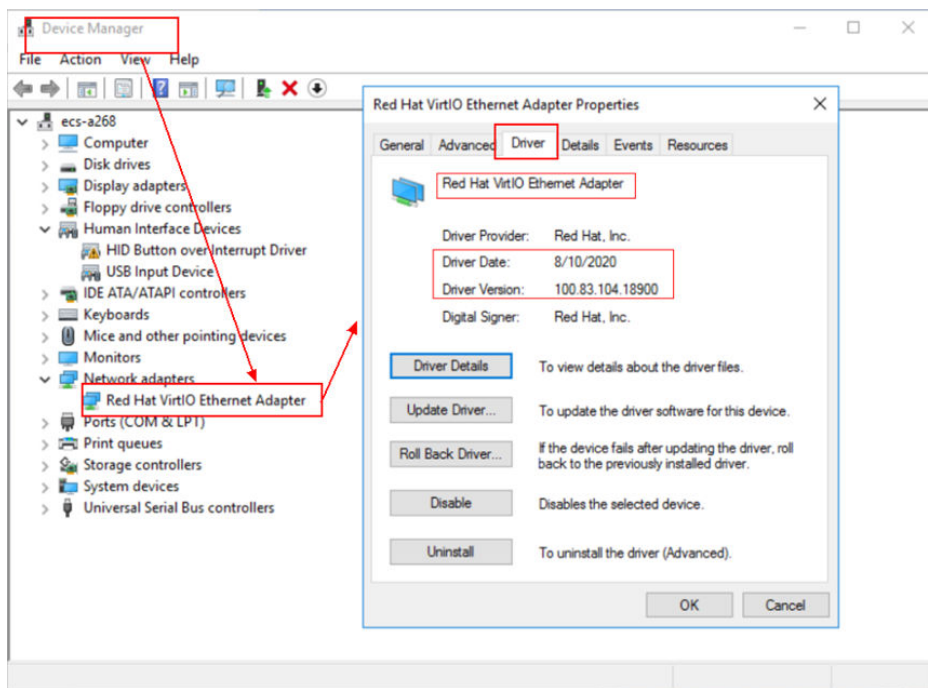 Device Manager
File Action View Help
ecs-a268
Computer
Disk drives
Display adapters
Floppy drive controllers
Human Interface Devices
HID Button over Interrupt Driver
USB Input Device
IDE ATA/ATAPI controllers
Keyboards
Mice and other pointing devices
Monitors
Network adapters
Red Hat VirtIO Ethernet Adapter
Ports (COM & LPT)
Print queues
Storage controllers
System devices
Universal Serial Bus controllers
Red Hat VirtIO Ethernet Adapter Properties
General Advanced Driver Details Events Resources
Red Hat VirtIO Ethernet Adapter
Driver Provider: Red Hat, Inc.
Driver Date: 8/10/2020
Driver Version: 100.83.104.18900
Digital Signer: Red Hat, Inc.
Driver Details To view details about the driver files.
Update Driver... To update the driver software for this device.
Roll Back Driver... If the device fails after updating the driver, roll
back to the previously installed driver.
Disable Disables the selected device.
Uninstall To uninstall the driver (Advanced).
OK Cancel